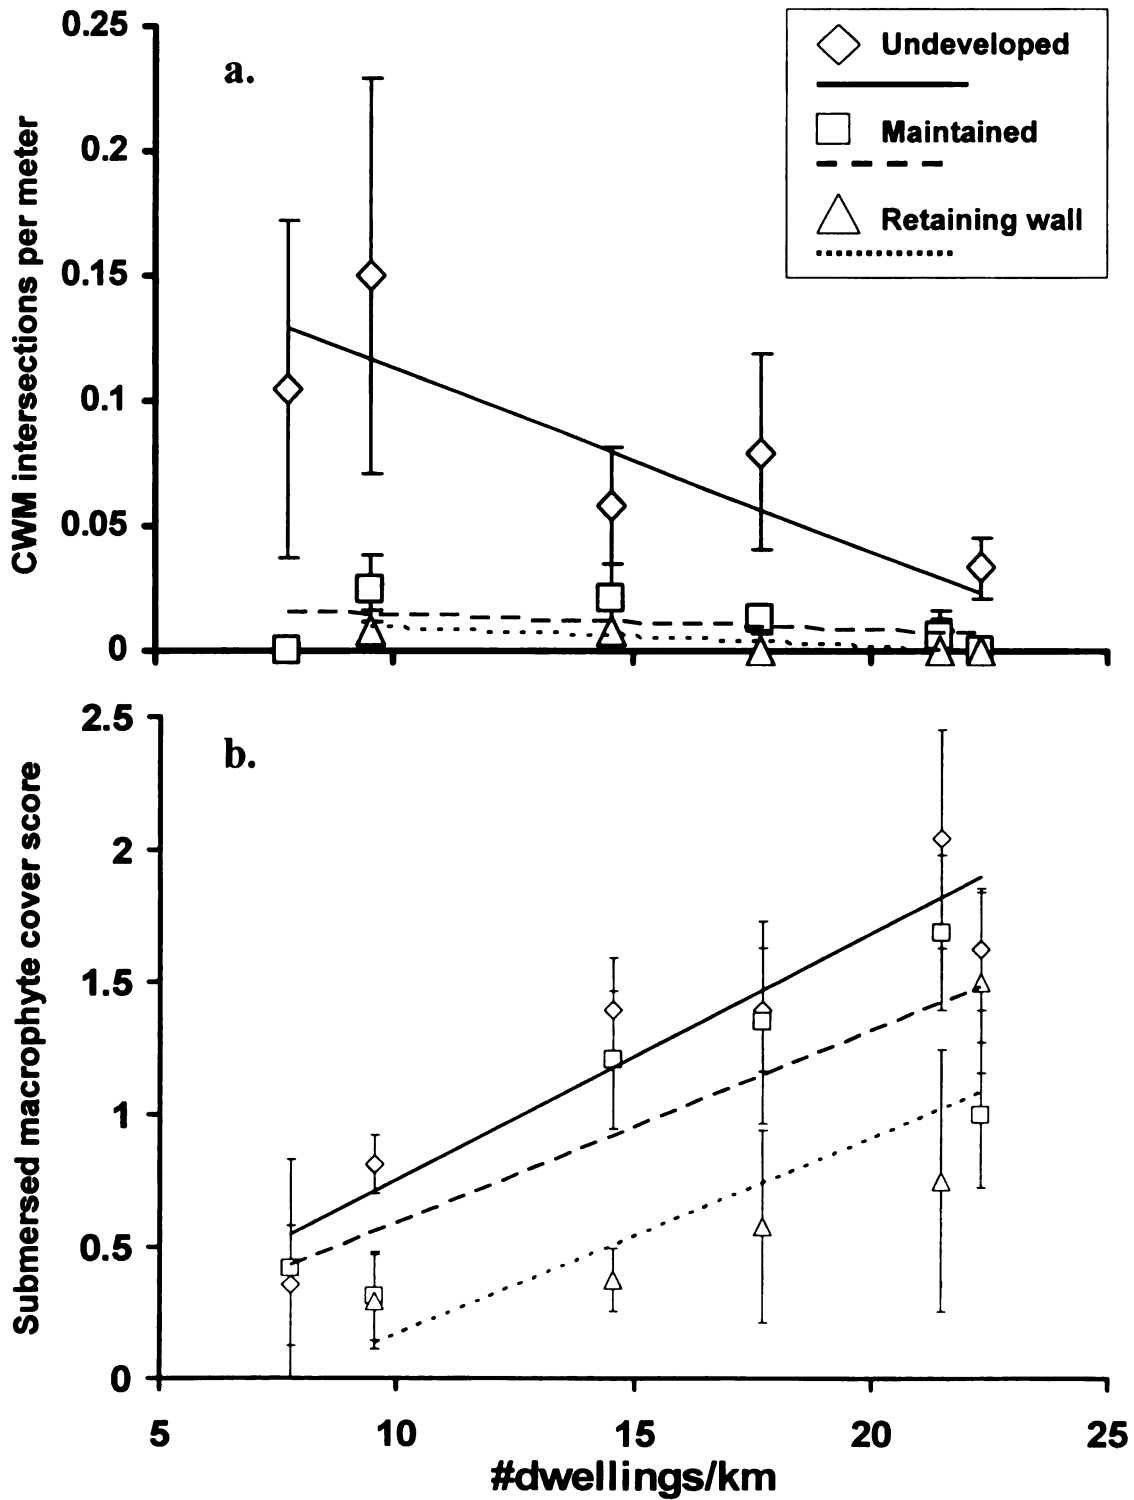 a.
Undeveloped
Maintained
Retaining wall
CWM intersections per meter
0.25
0.2
0.15
0.1
0.05
0
b.
Submersed macrophyte cover score
2.5
2
1.5
1
0.5
0
5 10 15 20 25
#dwellings/km